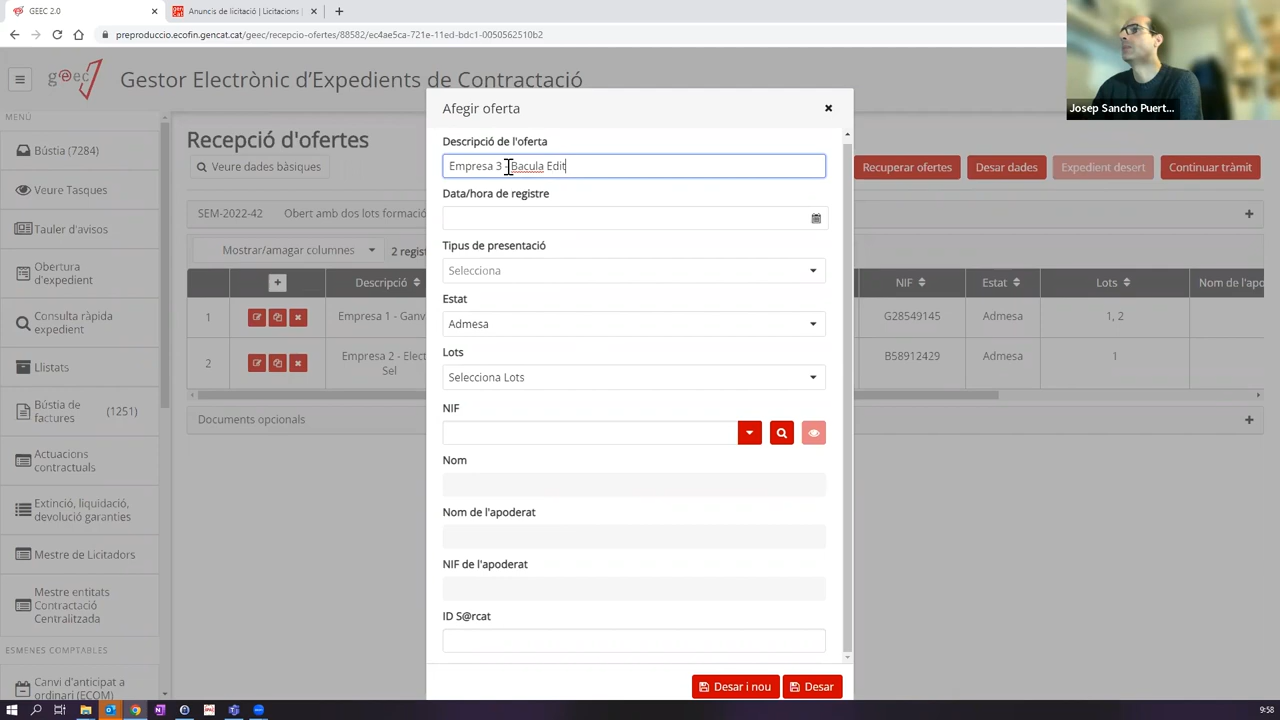 GEEC 2.0
Anuncis de licitació | Licitacions
preproduccio.ecofin.gencat.cat/geec/recepcio-ofertes/88582/ec4ae5ca-721e-11ed-bdc1-0050562510b2
geec
Gestor Electrònic d'Expedients de Contractació
Josep Sancho Puert...
MENÚ
Bústia (7284)
Veure Tasques
Tauler d'avisos
Obertura
d'expedient
Consulta ràpida
expedient
Llistats
Bústia de
factures
(1251)
Actuacions
contractuals
Extinció, liquidació,
devolució garanties
Mestre de Licitadors
Mestre entitats
Contractació
Centralitzada
ESMENES COMPTABLES
Canvi d'anticipat a
ordinari (ECOM)
Recepció d'ofertes
Veure dades bàsiques
Recuperar ofertes
Desar dades
Expedient desert
Continuar tràmit
SEM-2022-42 Obert amb dos lots formació
Mostrar/amagar columnes
2 regist
Descripció
NIF
Estat
Lots
Nom de l'apod
1
Empresa 1 - Ganv
G28549145
Admesa
1, 2
2
Empresa 2 - Elect
Sel
B58912429
Admesa
1
Documents opcionals
Afegir oferta
Descripció de l'oferta
Empresa 3 - Bacula Edit
Data/hora de registre
Tipus de presentació
Selecciona
Estat
Admesa
Lots
Selecciona Lots
NIF
Nom
Nom de l'apoderat
NIF de l'apoderat
ID S@rcat
Desar i nou
Desar
9:58